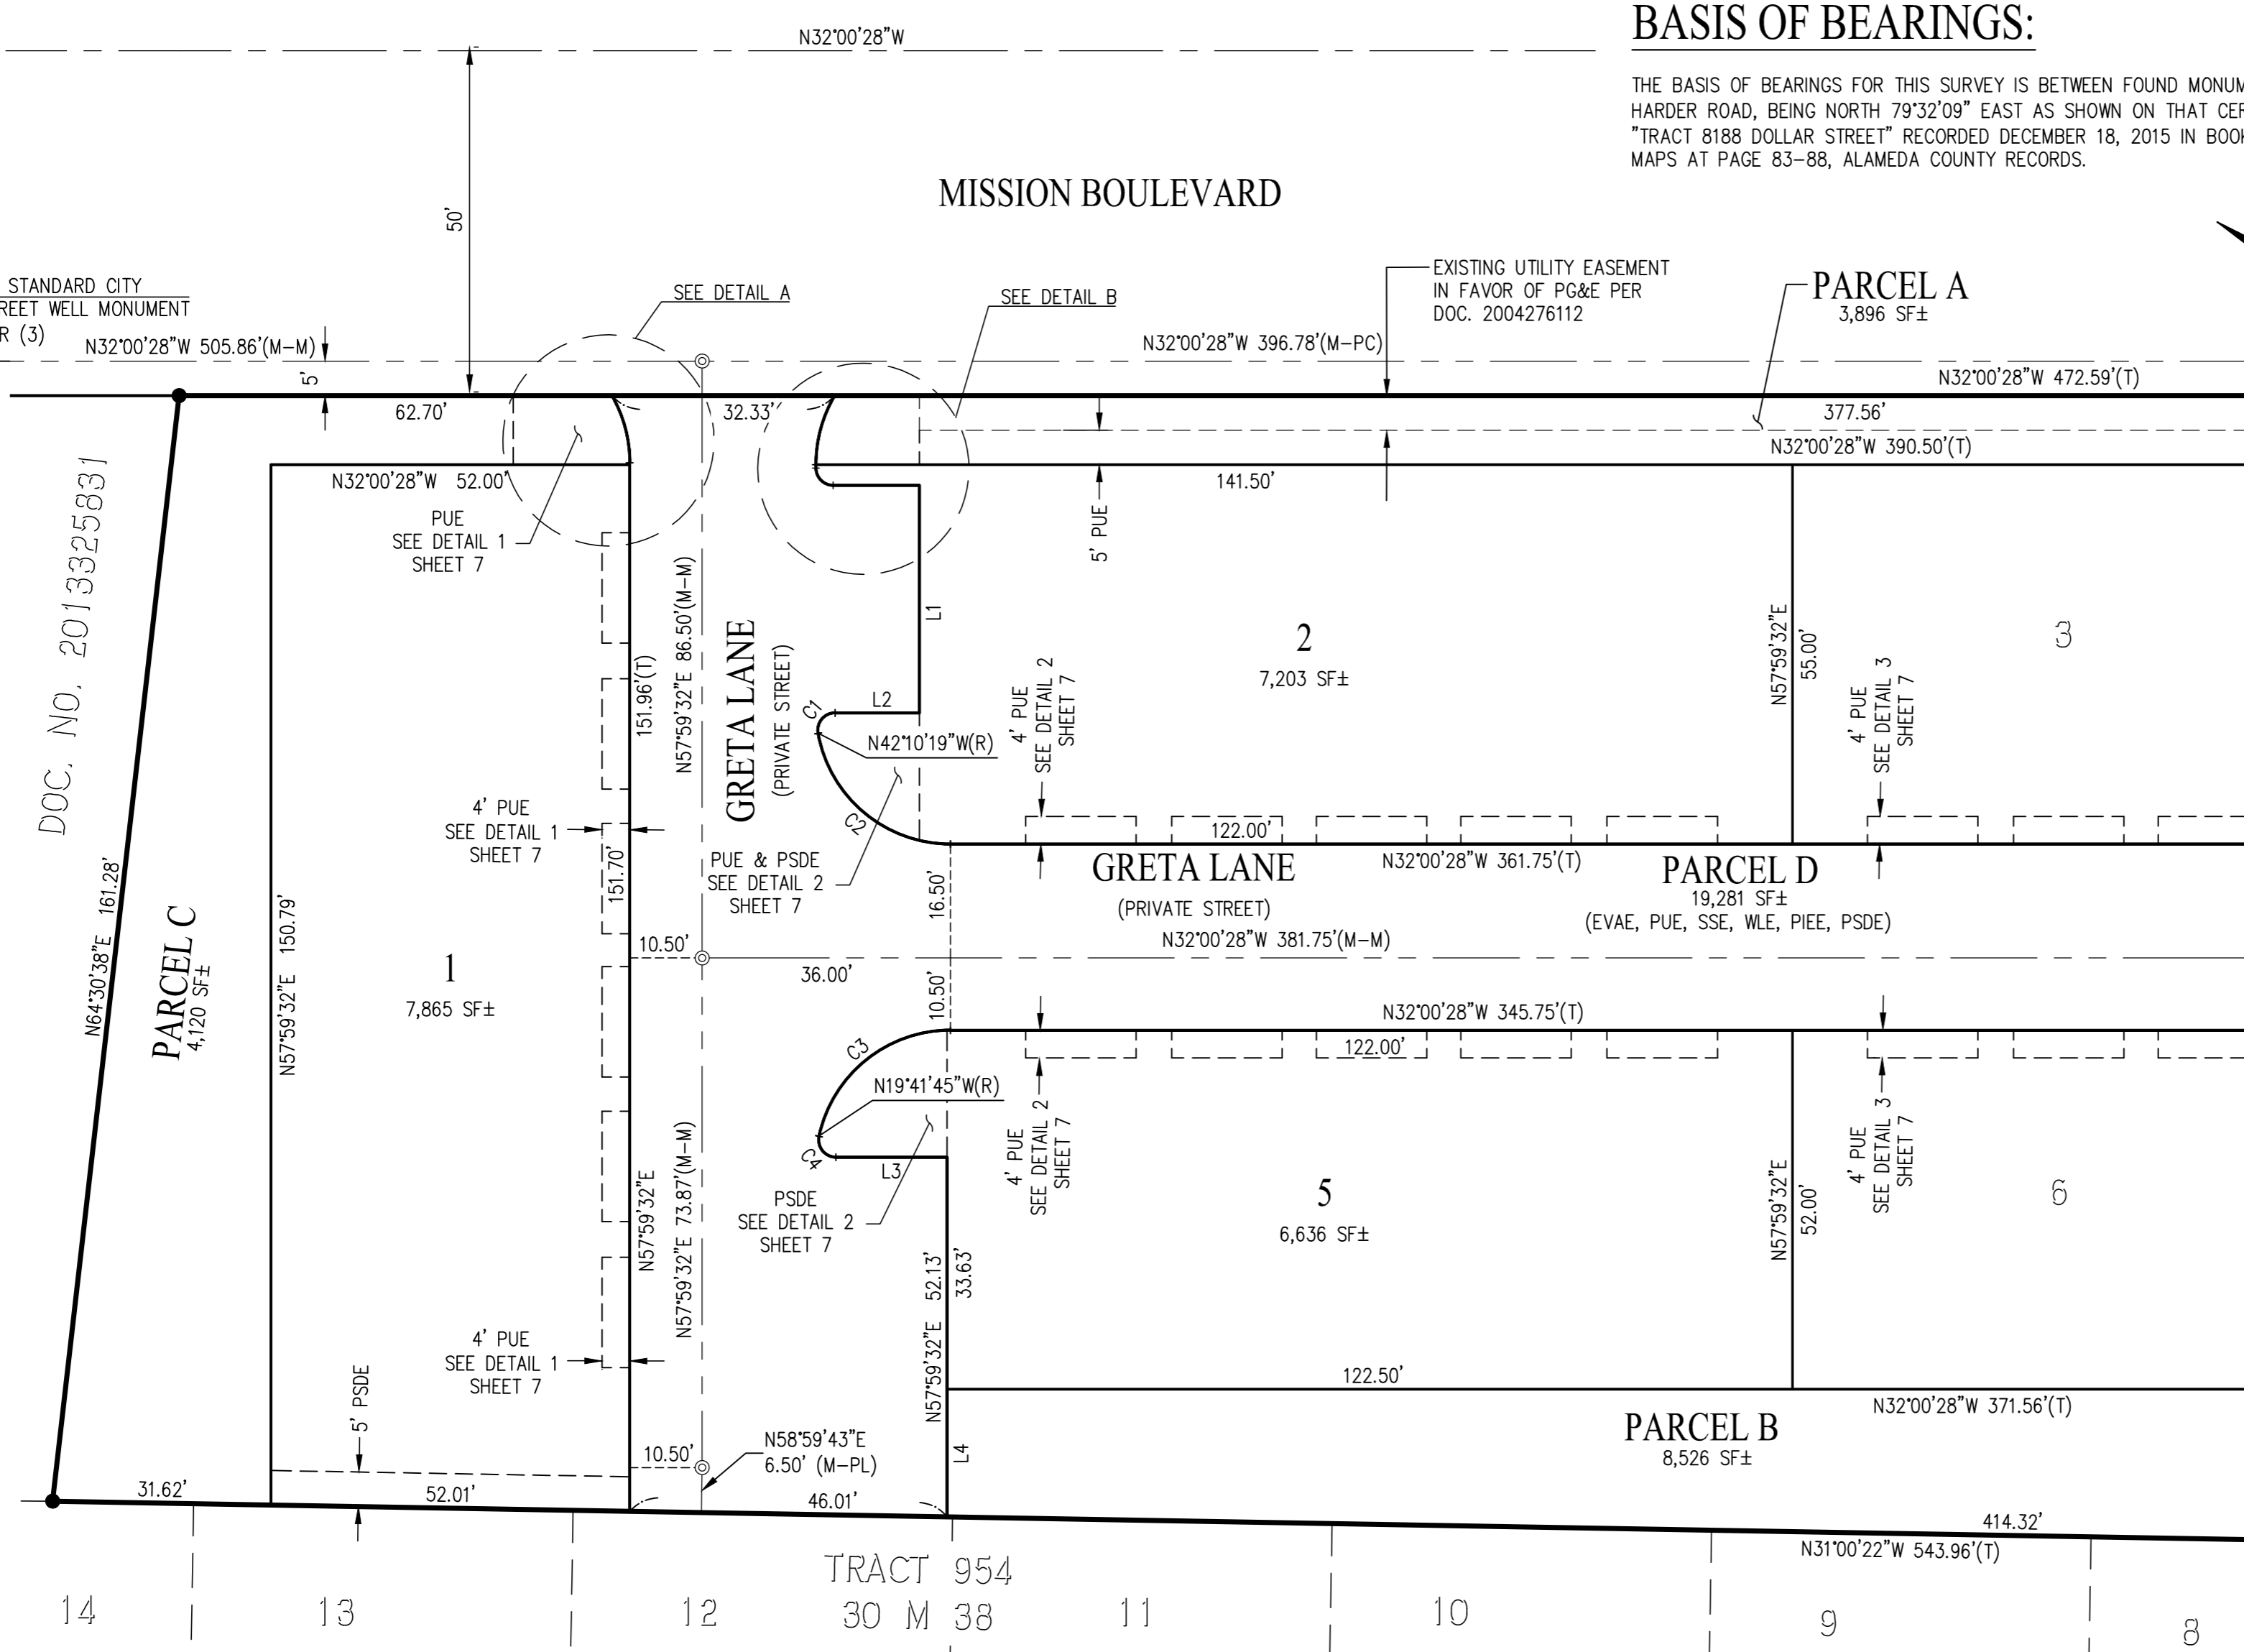 N32°00'28"W
BASIS OF BEARINGS:
THE BASIS OF BEARINGS FOR THIS SURVEY IS BETWEEN FOUND MONUM
HARDER ROAD, BEING NORTH 79°32'09" EAST AS SHOWN ON THAT CER
"TRACT 8188 DOLLAR STREET" RECORDED DECEMBER 18, 2015 IN BOOK
MAPS AT PAGE 83-88, ALAMEDA COUNTY RECORDS.
50'
MISSION BOULEVARD
STANDARD CITY
REET WELL MONUMENT
R (3)
SEE DETAIL A
SEE DETAIL B
EXISTING UTILITY EASEMENT
IN FAVOR OF PG&E PER
DOC. 2004276112
PARCEL A
3,896 SF±
N32°00'28"W 505.86'(M-M)
5'
N32°00'28"W 396.78'(M-PC)
N32°00'28"W 472.59'(T)
62.70'
32.33'
377.56'
N32°00'28"W 390.50'(T)
N32°00'28"W 52.00'
141.50'
PUE
SEE DETAIL 1
SHEET 7
5' PUE
DOC. NO. 2013325831
N64°30'38"E 161.28'
PARCEL C
4,120 SF±
N57°59'32"E 150.79'
1
7,865 SF±
4' PUE
SEE DETAIL 1
SHEET 7
151.96'(T)
151.70'
N57°59'32"E
N57°59'32"E 86.50'(M-M)
GRETA LANE
(PRIVATE STREET)
L1
L2
C1
N42°10'19"W(R)
C2
PUE & PSDE
SEE DETAIL 2
SHEET 7
2
7,203 SF±
4' PUE
SEE DETAIL 2
SHEET 7
N57°59'32"E
55.00'
4' PUE
SEE DETAIL 3
SHEET 7
3
122.00'
GRETA LANE
(PRIVATE STREET)
N32°00'28"W 361.75'(T)
PARCEL D
19,281 SF±
(EVAE, PUE, SSE, WLE, PIEE, PSDE)
16.50'
10.50'
36.00'
N32°00'28"W 381.75'(M-M)
10.50'
N32°00'28"W 345.75'(T)
122.00'
C3
N19°41'45"W(R)
C4
L3
PSDE
SEE DETAIL 2
SHEET 7
4' PUE
SEE DETAIL 2
SHEET 7
5
6,636 SF±
N57°59'32"E
52.00'
4' PUE
SEE DETAIL 3
SHEET 7
6
N57°59'32"E 73.87'(M-M)
N57°59'32"E 52.13'
33.63'
4' PUE
SEE DETAIL 1
SHEET 7
5' PSDE
122.50'
N32°00'28"W 371.56'(T)
PARCEL B
8,526 SF±
L4
10.50'
N58°59'43"E
6.50' (M-PL)
31.62'
52.01'
46.01'
414.32'
N31°00'22"W 543.96'(T)
TRACT 954
30 M 38
14
13
12
11
10
9
8